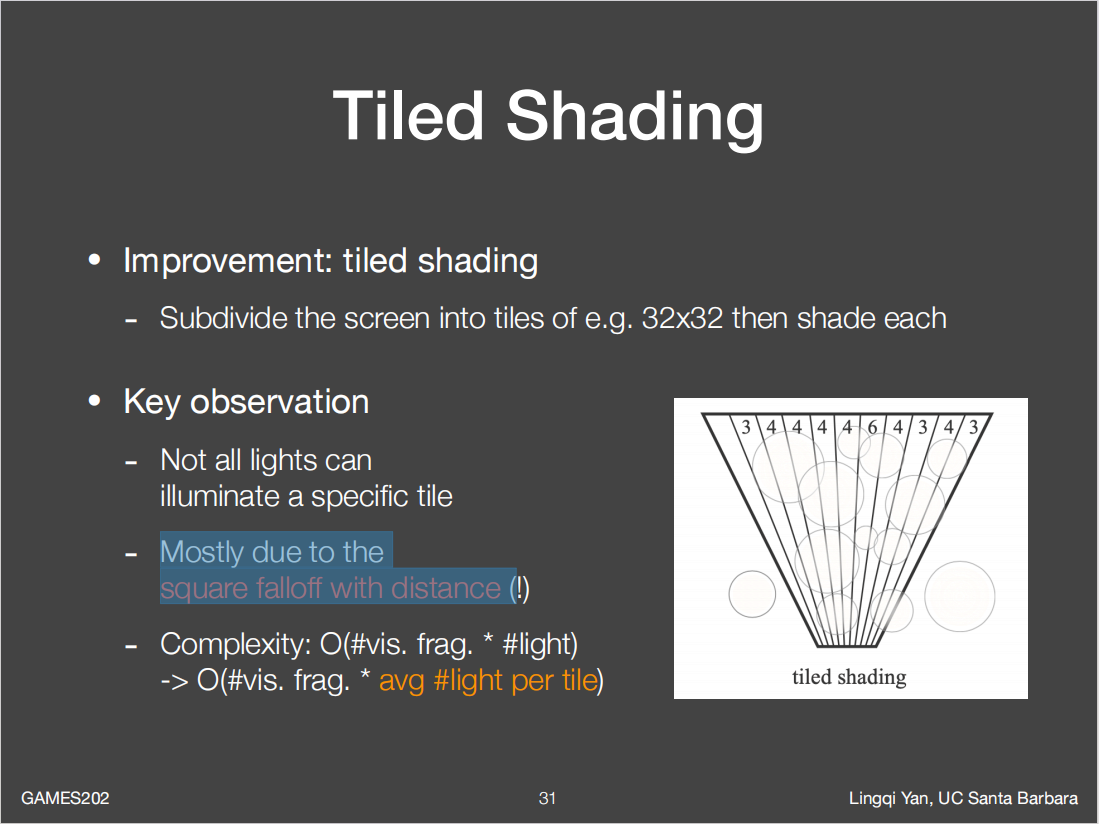 Tiled Shading
• Improvement: tiled shading
- Subdivide the screen into tiles of e.g. 32x32 then shade each
• Key observation
- Not all lights can
illuminate a specific tile
- Mostly due to the
square falloff with distance (!)
- Complexity: O(#vis. frag. * #light)
-> O(#vis. frag. * avg #light per tile)
3 4 4 4 4 6 4 3 4 3
tiled shading
GAMES202
31
Lingqi Yan, UC Santa Barbara